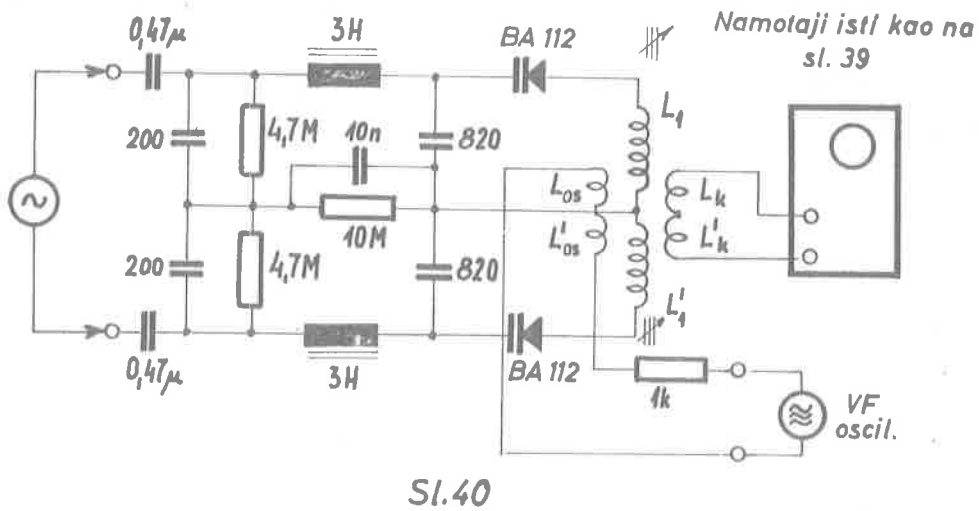 0,47µ
3H
BA 112
Namotaji isti kao na
sl. 39
200
4,7M
10n
820
L1
Los
Lk
10M
L'os
L'k
200
4,7M
820
L'1
0,47µ
3H
BA 112
1k
VF
oscil.
Sl.40